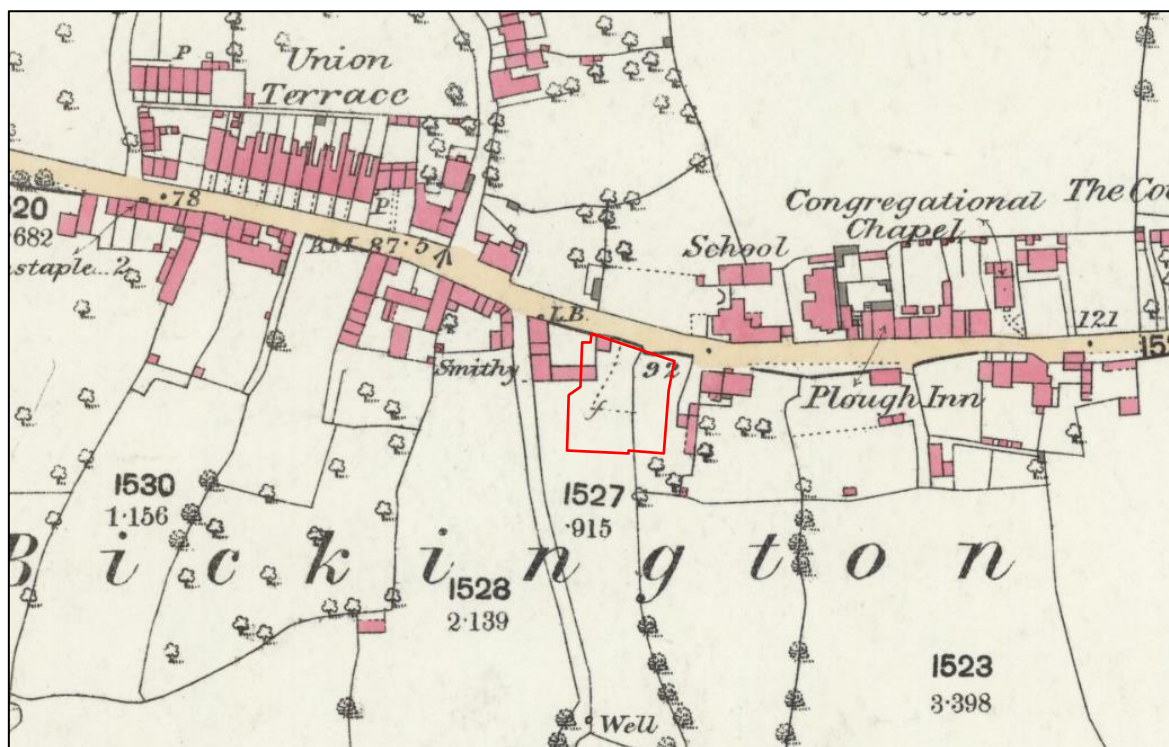 P
Union
Terrace
The Co
Congregational
Chapel
20
.682
78
P
School
B.M. 87.5
staple 2
L.B.
121
152
Smithy
92
Plough Inn
1530
1.156
1527
.915
Bickington
1528
2.139
1523
3.398
Well